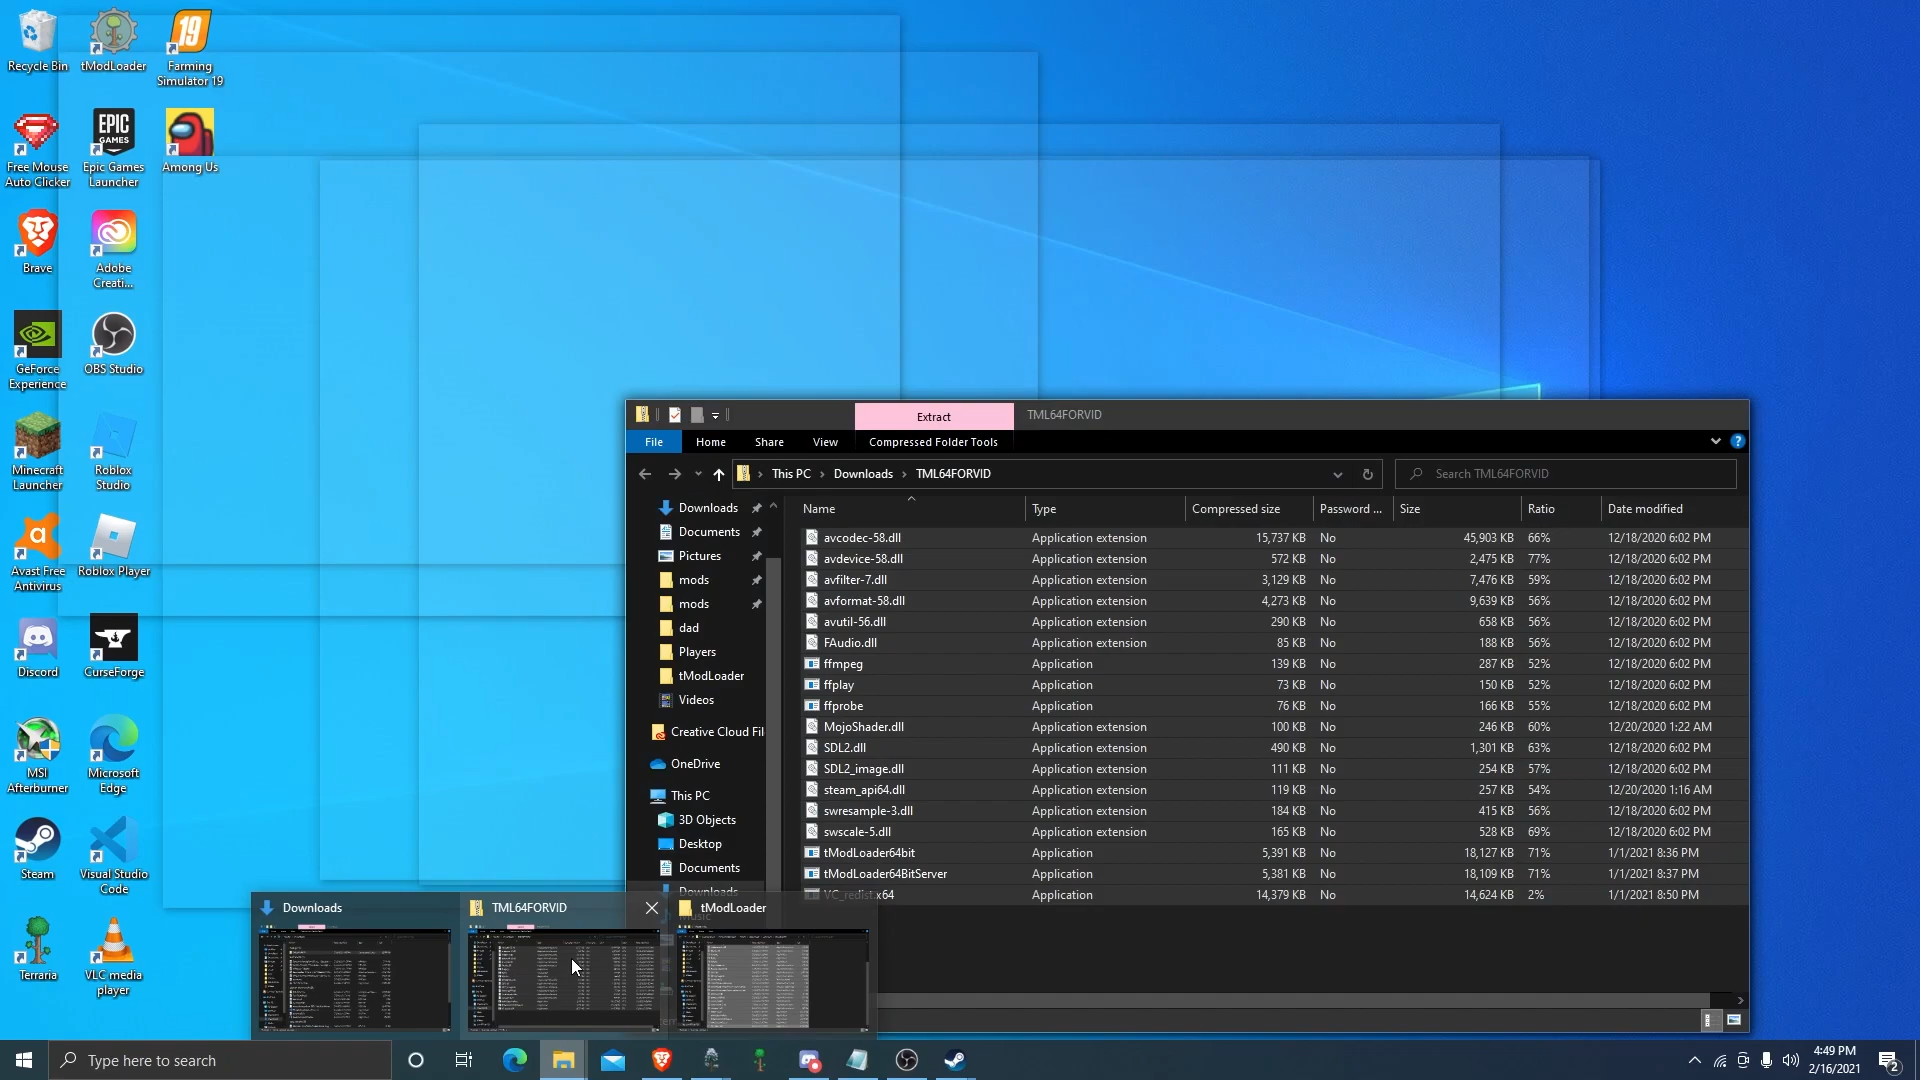 Recycle Bin
tModLoader
Farming
Simulator 19
19
Free Mouse
Auto Clicker
EPIC
GAMES
Epic Games
Launcher
Among Us
Brave
Adobe
Creati...
GeForce
Experience
OBS Studio
Minecraft
Launcher
Roblox
Studio
Avast Free
Antivirus
Roblox Player
Discord
CurseForge
MSI
Afterburner
Microsoft
Edge
Steam
Visual Studio
Code
Terraria
VLC media
player
Extract
TML64FORVID
File
Home
Share
View
Compressed Folder Tools
This PC
Downloads
TML64FORVID
Search TML64FORVID
Downloads
Documents
Pictures
mods
mods
dad
Players
tModLoader
Videos
Creative Cloud Fil
OneDrive
This PC
3D Objects
Desktop
Documents
Downloads
Music
Name Type Compressed size Password ... Size Ratio Date modified
avcodec-58.dll Application extension 15,737 KB No 45,903 KB 66% 12/18/2020 6:02 PM
avdevice-58.dll Application extension 572 KB No 2,475 KB 77% 12/18/2020 6:02 PM
avfilter-7.dll Application extension 3,129 KB No 7,476 KB 59% 12/18/2020 6:02 PM
avformat-58.dll Application extension 4,273 KB No 9,639 KB 56% 12/18/2020 6:02 PM
avutil-56.dll Application extension 290 KB No 658 KB 56% 12/18/2020 6:02 PM
FAudio.dll Application extension 85 KB No 188 KB 56% 12/18/2020 6:02 PM
ffmpeg Application 139 KB No 287 KB 52% 12/18/2020 6:02 PM
ffplay Application 73 KB No 150 KB 52% 12/18/2020 6:02 PM
ffprobe Application 76 KB No 166 KB 55% 12/18/2020 6:02 PM
MojoShader.dll Application extension 100 KB No 246 KB 60% 12/20/2020 1:22 AM
SDL2.dll Application extension 490 KB No 1,301 KB 63% 12/18/2020 6:02 PM
SDL2_image.dll Application extension 111 KB No 254 KB 57% 12/18/2020 6:02 PM
steam_api64.dll Application extension 119 KB No 257 KB 54% 12/20/2020 1:16 AM
swresample-3.dll Application extension 184 KB No 415 KB 56% 12/18/2020 6:02 PM
swscale-5.dll Application extension 165 KB No 528 KB 69% 12/18/2020 6:02 PM
tModLoader64bit Application 5,391 KB No 18,127 KB 71% 1/1/2021 8:36 PM
tModLoader64BitServer Application 5,381 KB No 18,109 KB 71% 1/1/2021 8:37 PM
VC_redist.x64 Application 14,379 KB No 14,624 KB 2% 1/1/2021 8:50 PM
Downloads
TML64FORVID
tModLoader
Type here to search
4:49 PM
2/16/2021
2